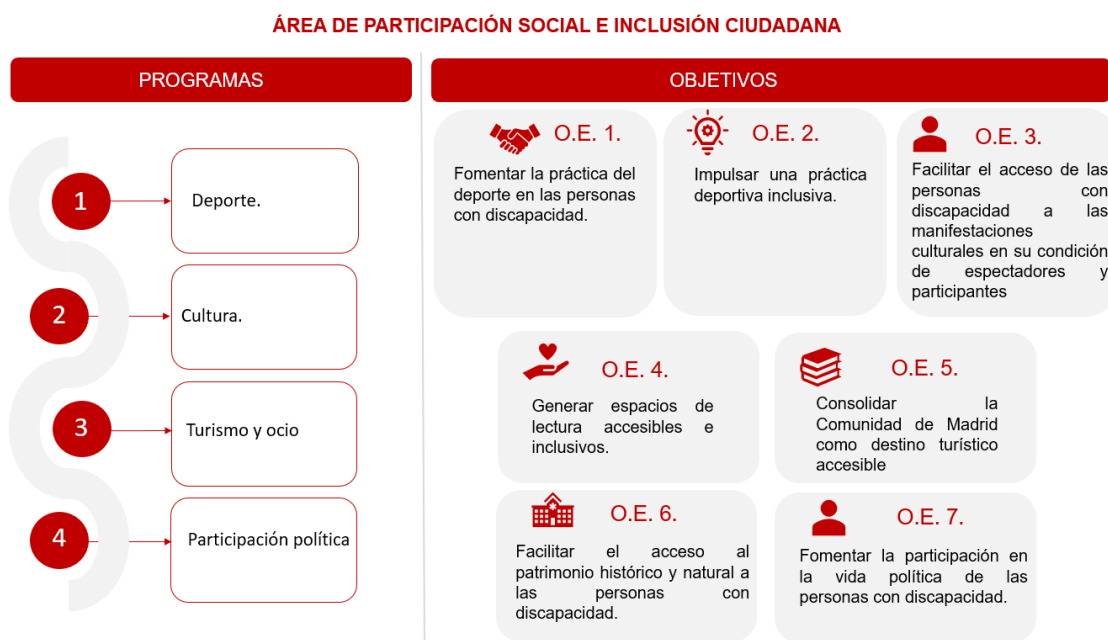 ÁREA DE PARTICIPACIÓN SOCIAL E INCLUSIÓN CIUDADANA
PROGRAMAS
1
Deporte.
2
Cultura.
3
Turismo y ocio
4
Participación política
OBJETIVOS
O.E. 1.
Fomentar la práctica del
deporte en las personas
con discapacidad.
O.E. 2.
Impulsar una práctica
deportiva inclusiva.
O.E. 3.
Facilitar el acceso de las
personas con
discapacidad a las
manifestaciones
culturales en su condición
de espectadores y
participantes
O.E. 4.
Generar espacios de
lectura accesibles e
inclusivos.
O.E. 5.
Consolidar la
Comunidad de Madrid
como destino turístico
accesible
O.E. 6.
Facilitar el acceso al
patrimonio histórico y natural a
las personas con
discapacidad.
O.E. 7.
Fomentar la participación en
la vida política de las
personas con discapacidad.